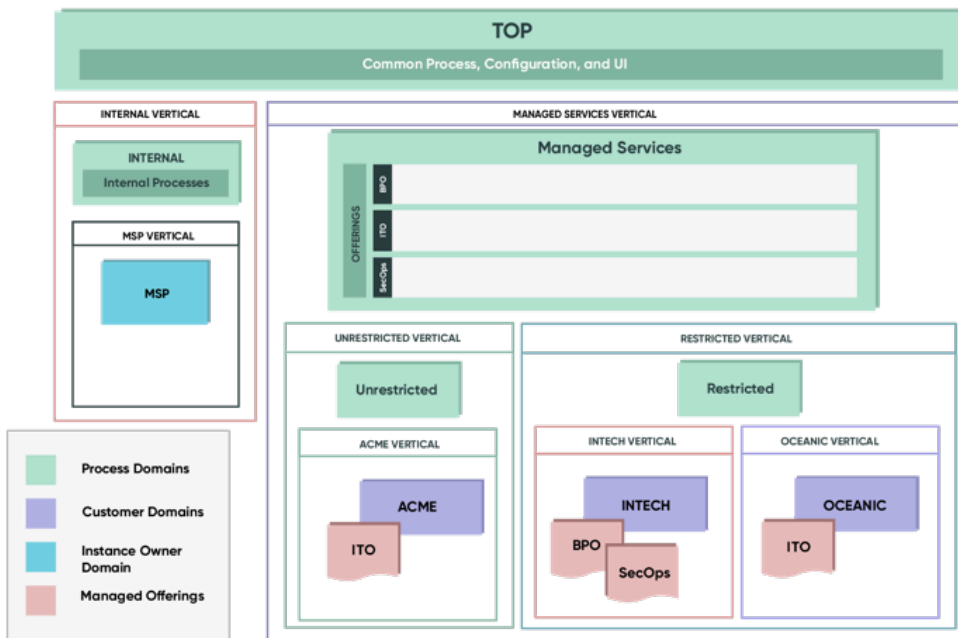 TOP
Common Process, Configuration, and UI
INTERNAL VERTICAL
INTERNAL
Internal Processes
MSP VERTICAL
MSP
MANAGED SERVICES VERTICAL
Managed Services
OFFERINGS
BPO
ITO
SecOps
UNRESTRICTED VERTICAL
Unrestricted
ACME VERTICAL
ACME
ITO
RESTRICTED VERTICAL
Restricted
INTECH VERTICAL
INTECH
BPO
SecOps
OCEANIC VERTICAL
OCEANIC
ITO
Process Domains
Customer Domains
Instance Owner
Domain
Managed Offerings